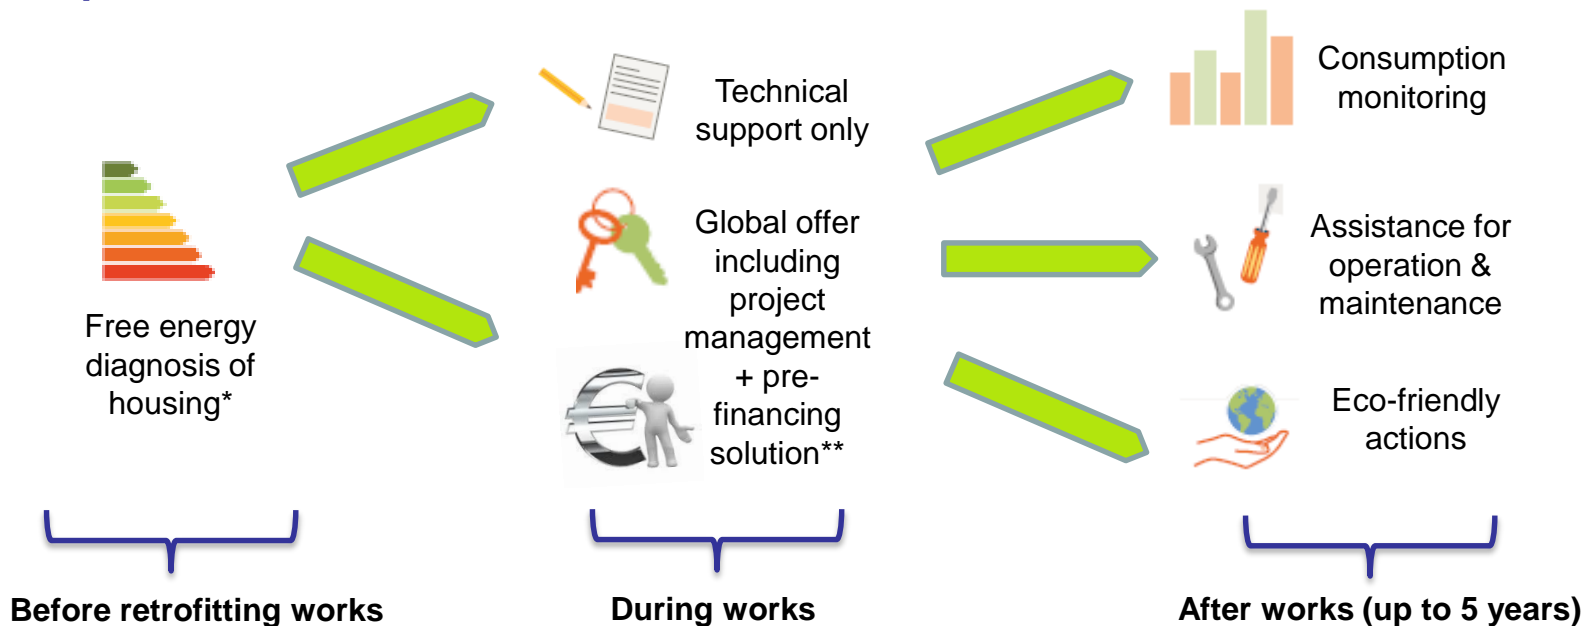 Free energy
diagnosis of
housing*
Technical
support only
Global offer
including
project
management
+ pre-
financing
solution**
Consumption
monitoring
Assistance for
operation &
maintenance
Eco-friendly
actions
Before retrofitting works
During works
After works (up to 5 years)